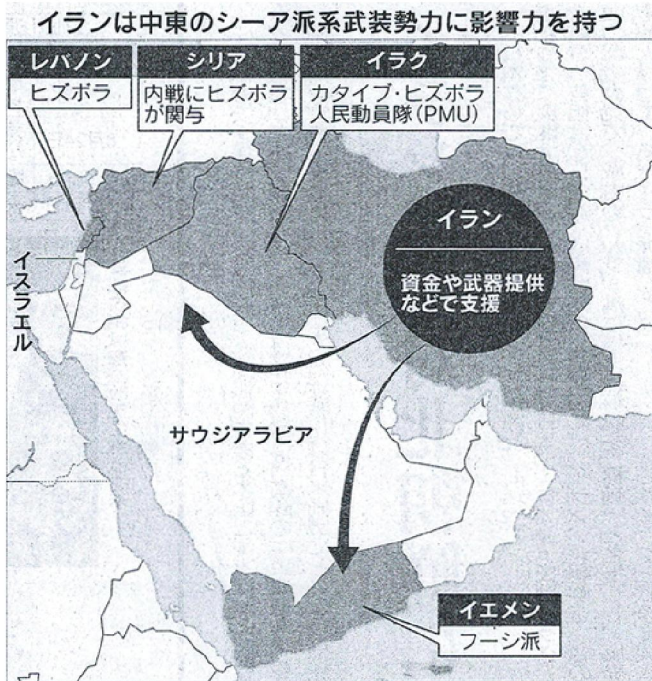 イランは中東のシーア派系武装勢力に影響力を持つ
レバノン
ヒズボラ
シリア
内戦にヒズボラ
が関与
イラク
カタイブ・ヒズボラ
人民動員隊(PMU)
イラン
資金や武器提供
などで支援
イスラエル
サウジアラビア
イエメン
フーシ派